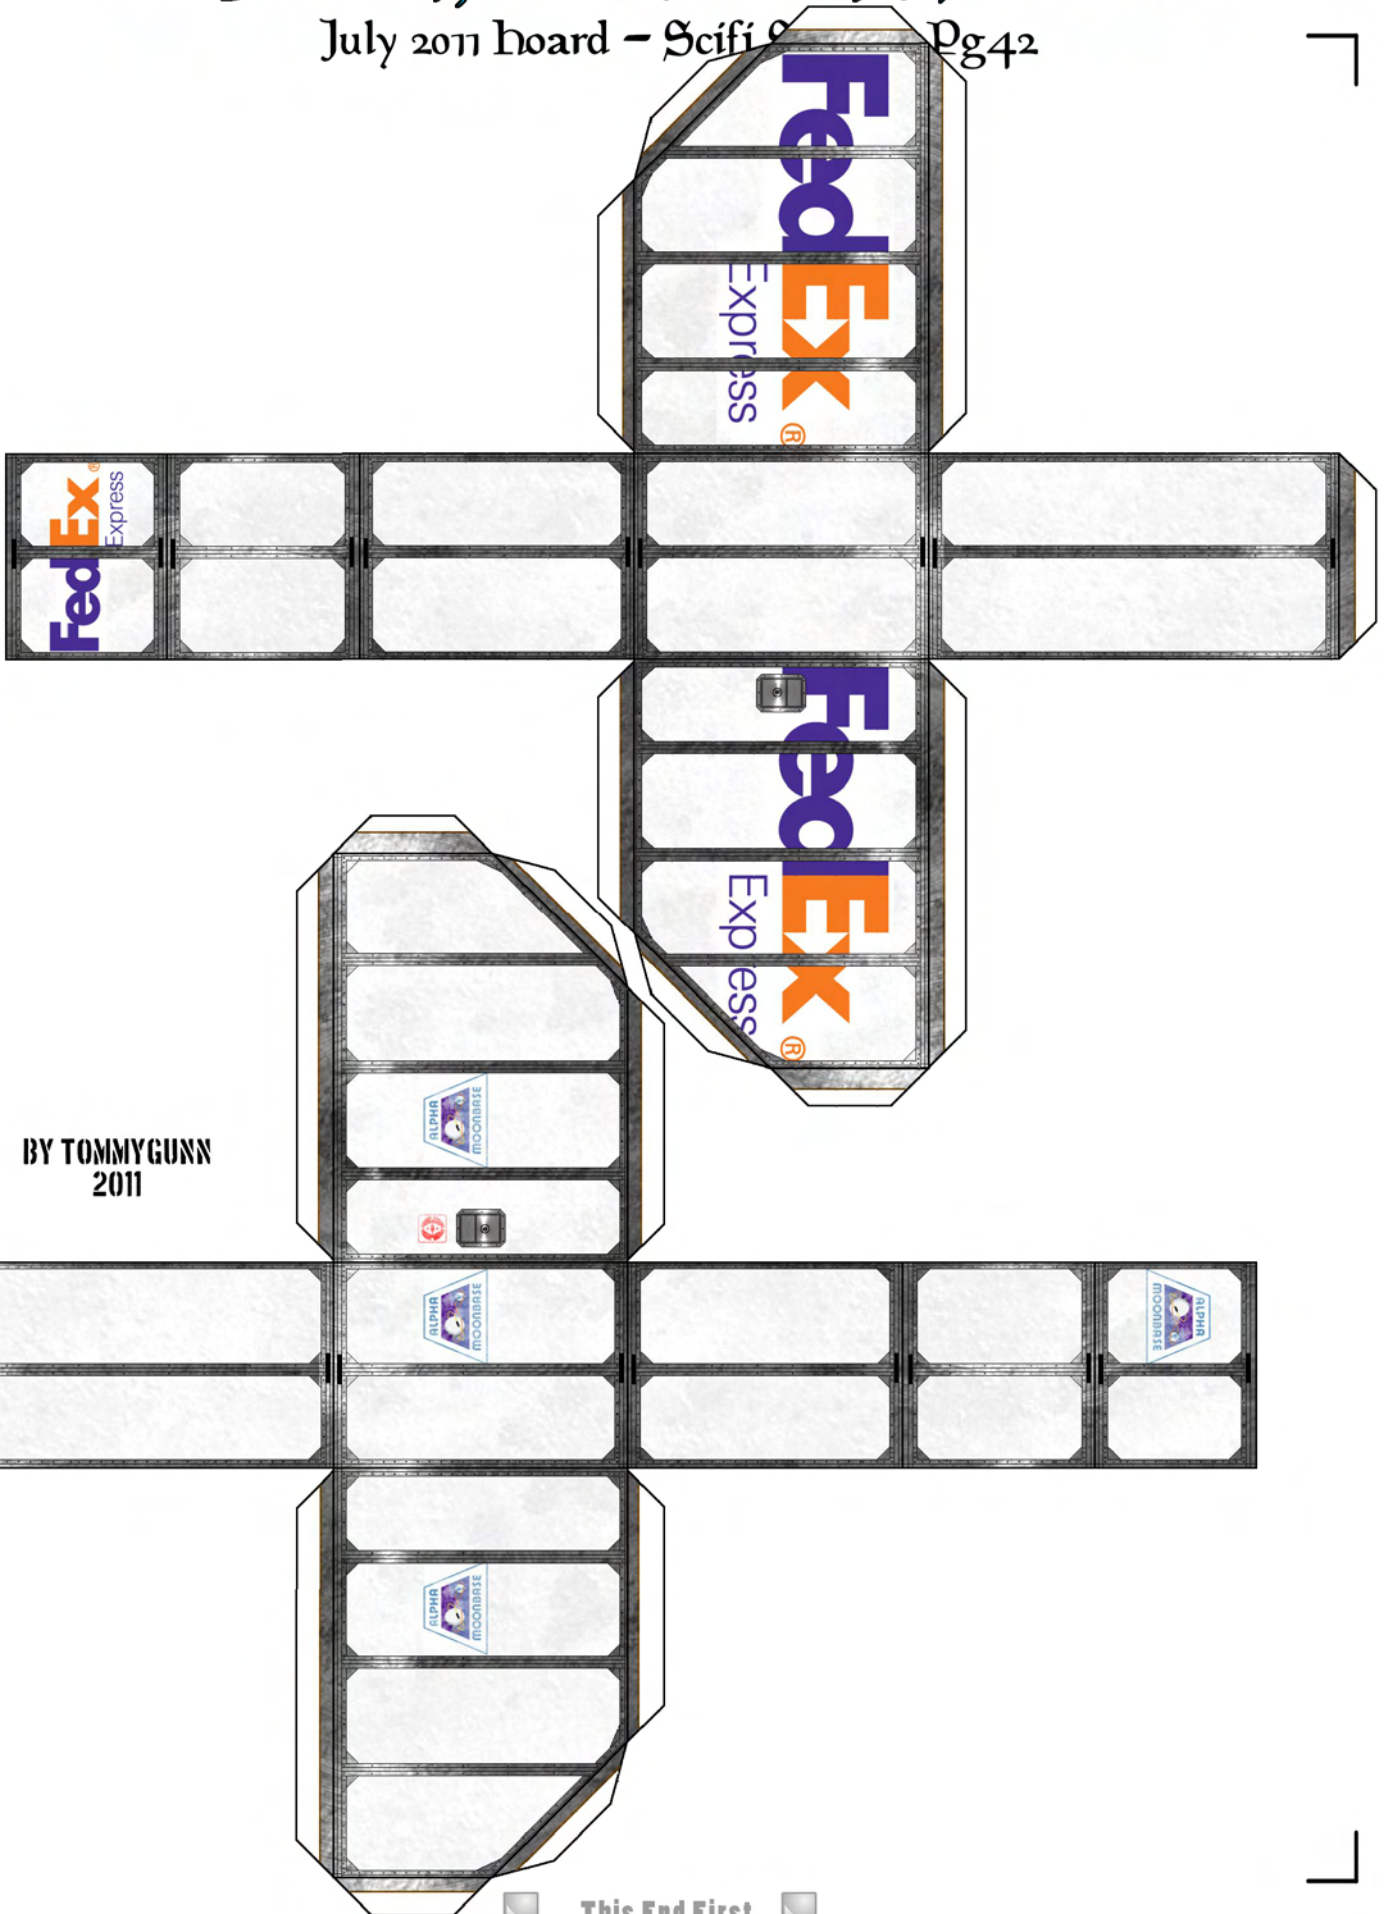 July 2011 Hoard – Scifi Pg42
FedEx®
Express
FedEx®
Express
FedEx®
Express
ALPHA
MOONBASE
BY TOMMYGUNN
2011
ALPHA
MOONBASE
ALPHA
MOONBASE
ALPHA
MOONBASE
This End First